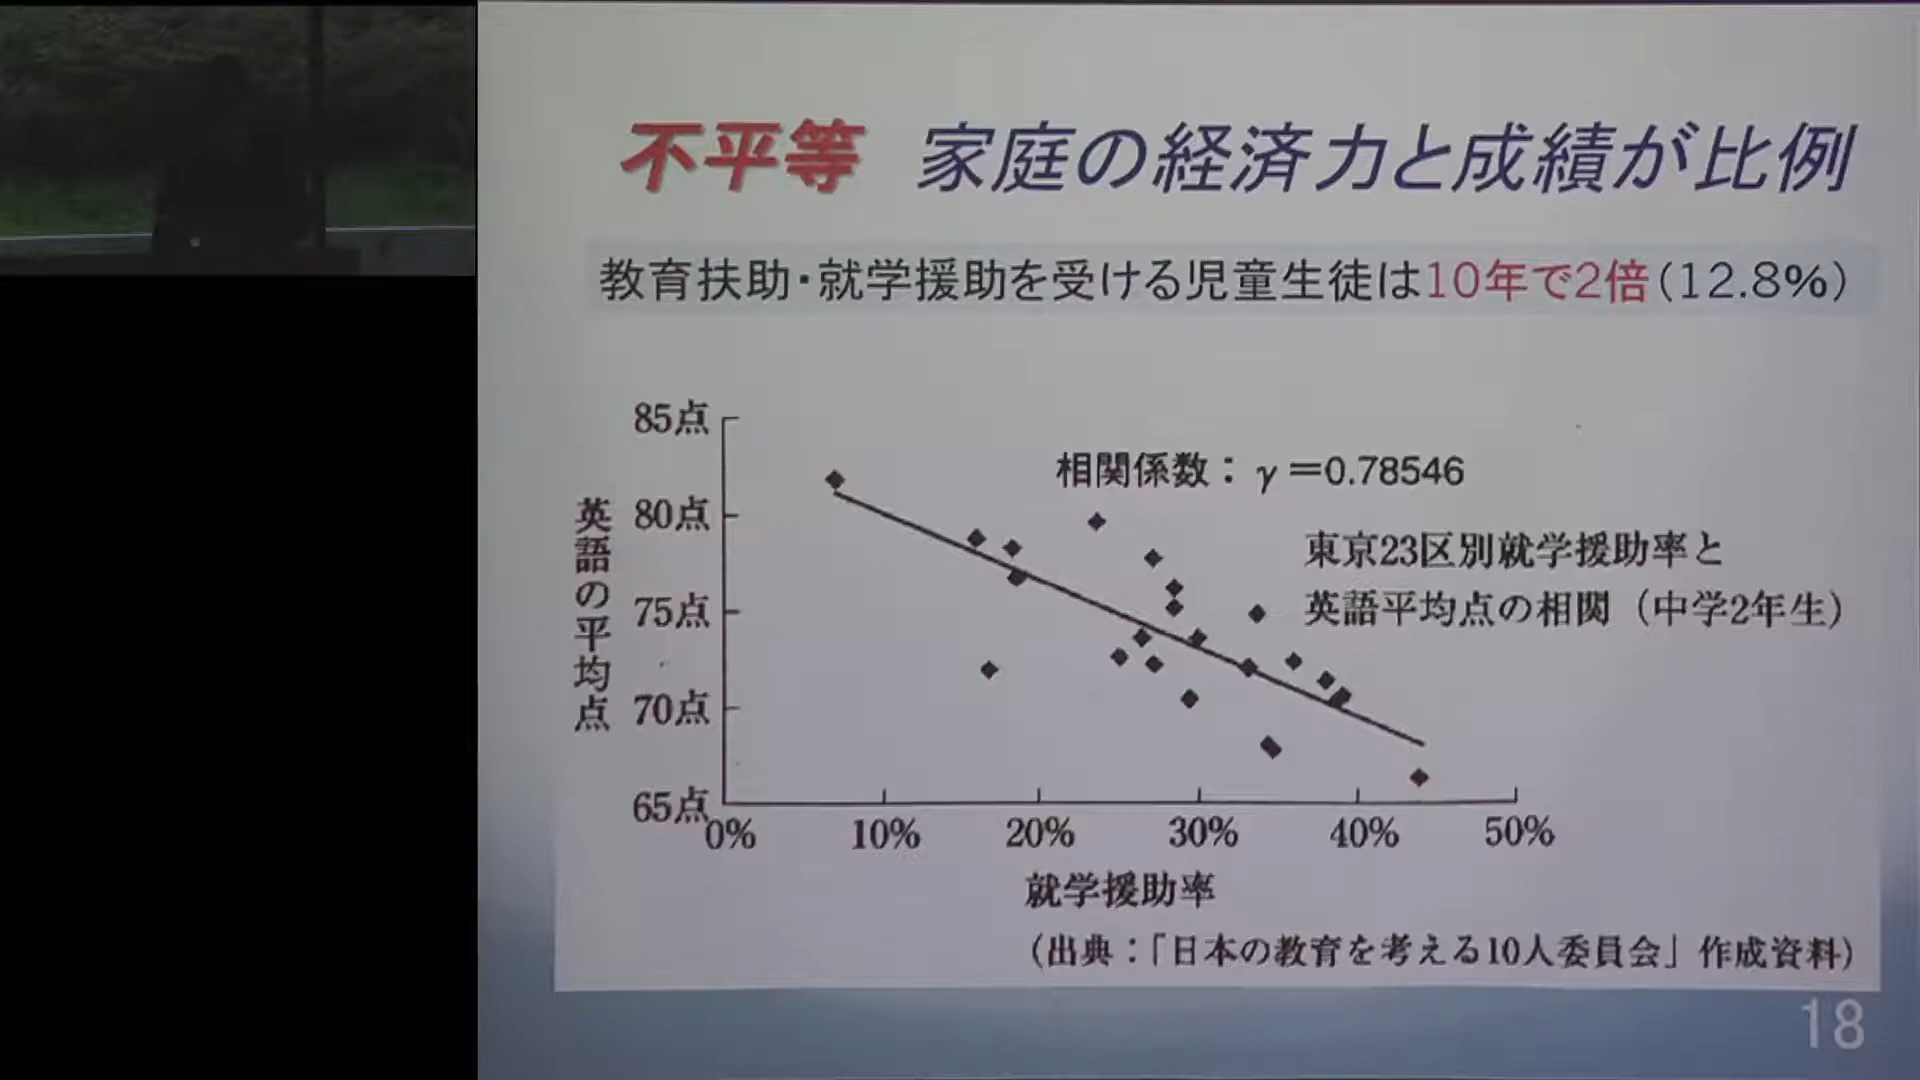 不平等 家庭の経済力と成績が比例
教育扶助・就学援助を受ける児童生徒は10年で2倍(12.8%)
85点
80点
75点
70点
65点
英語の平均点
相関係数：γ＝0.78546
東京23区別就学援助率と
英語平均点の相関（中学2年生）
0% 10% 20% 30% 40% 50%
就学援助率
（出典：「日本の教育を考える10人委員会」作成資料）
18